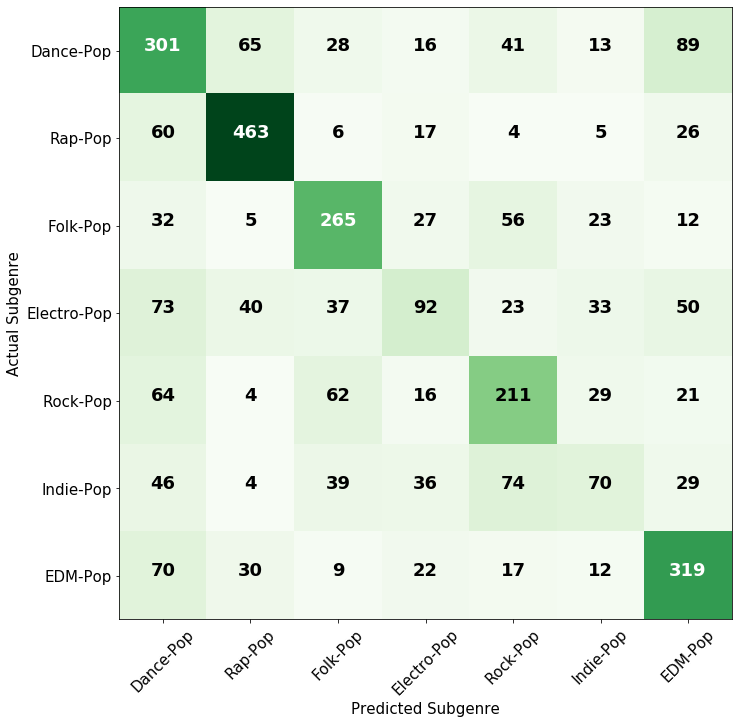 Dance-Pop 301 65 28 16 41 13 89
Rap-Pop 60 463 6 17 4 5 26
Folk-Pop 32 5 265 27 56 23 12
Electro-Pop 73 40 37 92 23 33 50
Rock-Pop 64 4 62 16 211 29 21
Indie-Pop 46 4 39 36 74 70 29
EDM-Pop 70 30 9 22 17 12 319
Actual Subgenre
Dance-Pop Rap-Pop Folk-Pop Electro-Pop Rock-Pop Indie-Pop EDM-Pop
Predicted Subgenre